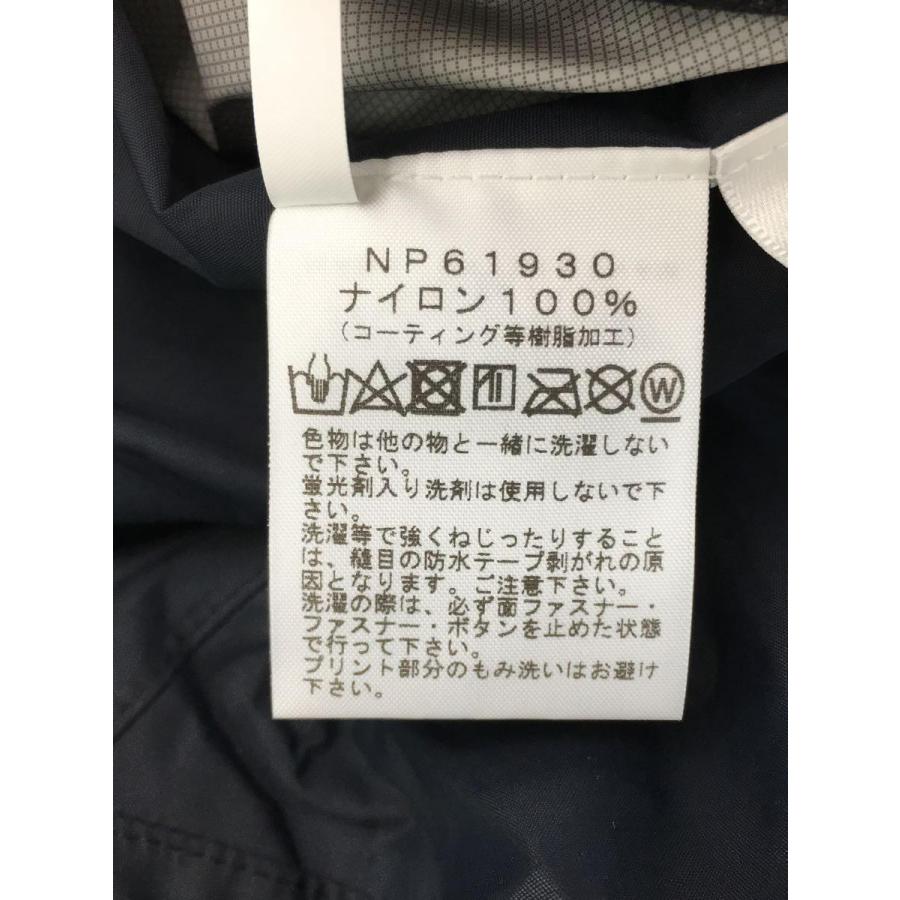 NP61930
ナイロン100%
(コーティング等樹脂加工)
W
色物は他の物と一緒に洗濯しない
で下さい。
蛍光剤入り洗剤は使用しないで下
さい。
洗濯等で強くねじったりすること
は、縫目の防水テープ剥がれの原
因となります。ご注意下さい。
洗濯の際は、必ず面ファスナー・
ファスナー・ボタンを止めた状態
で行って下さい。
プリント部分のもみ洗いはお避け
下さい。